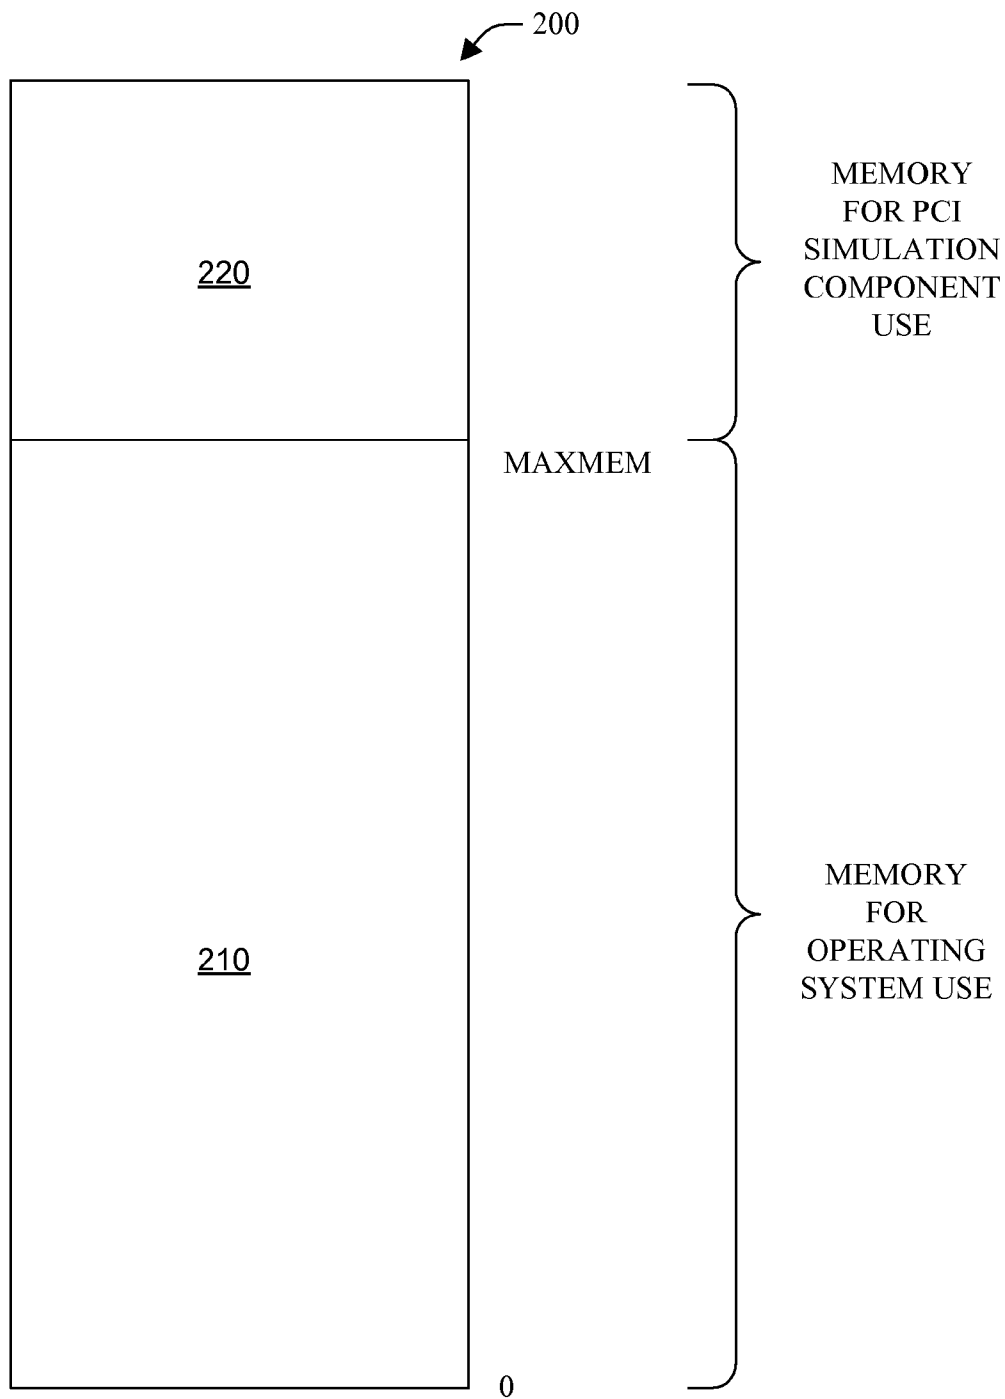 200
MEMORY
FOR PCI
SIMULATION
COMPONENT
USE
220
MAXMEM
MEMORY
FOR
OPERATING
SYSTEM USE
210
0